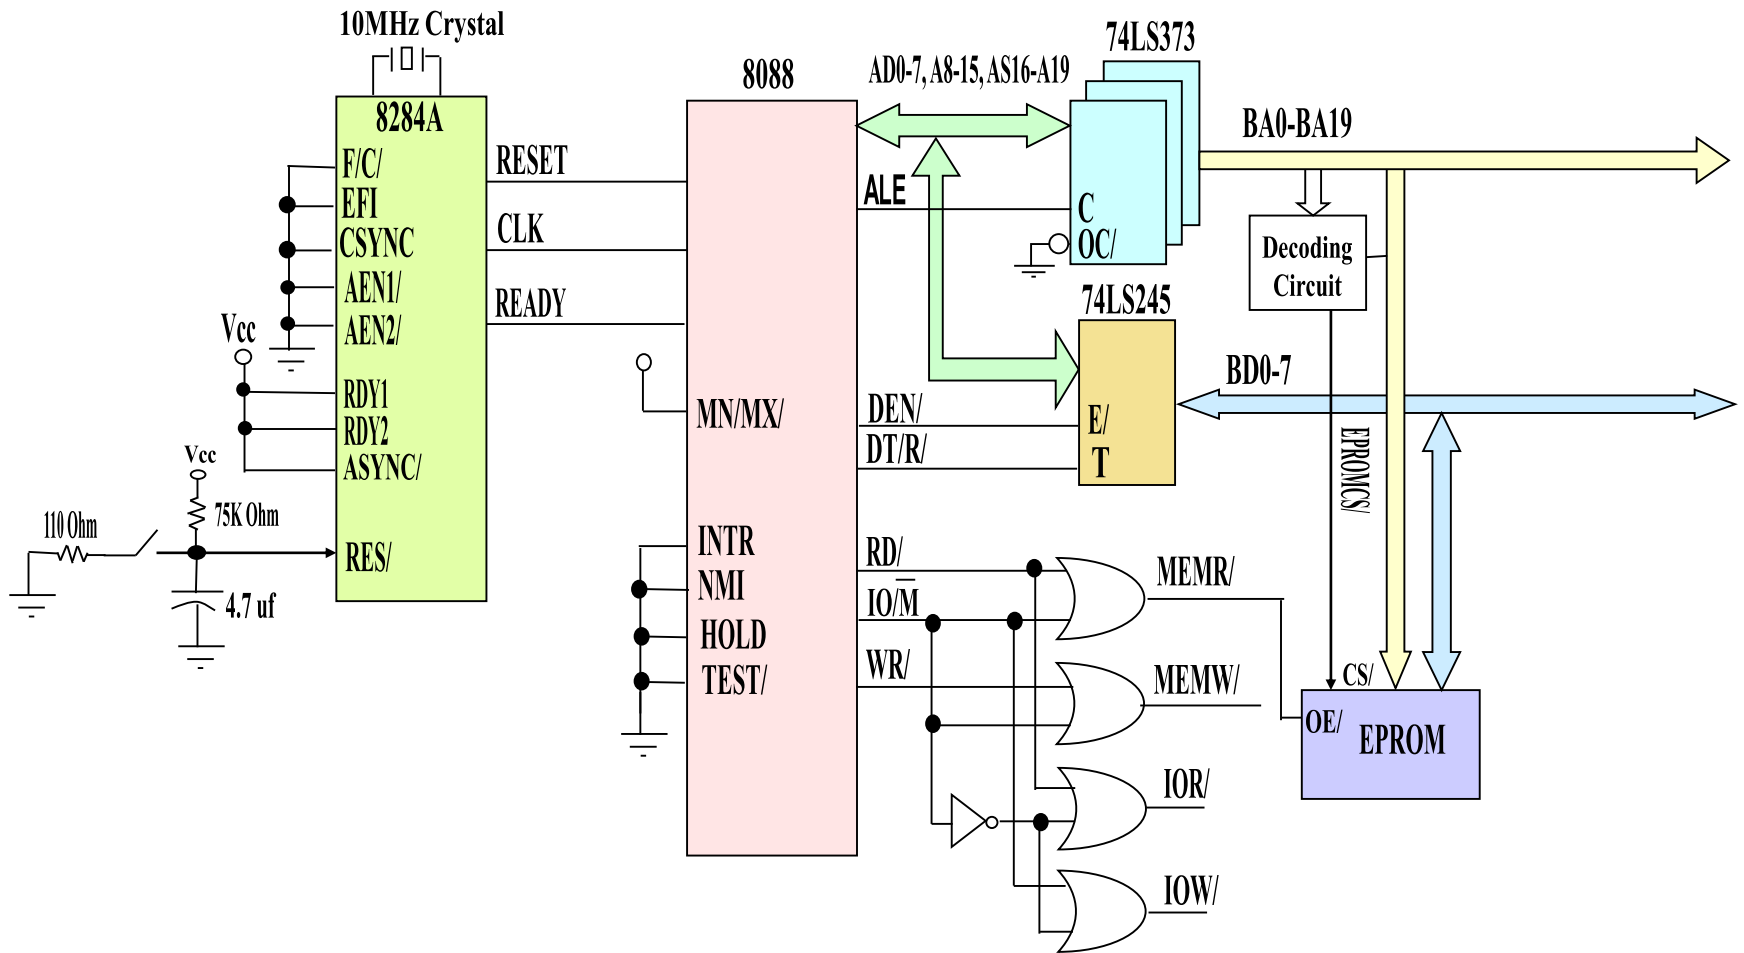 10MHz Crystal
8284A
F/C/
EFI
CSYNC
AEN1/
AEN2/
Vcc
RDY1
RDY2
ASYNC/
Vcc
75K Ohm
110 Ohm
RES/
4.7 uf
RESET
CLK
READY
8088
MN/MX/
INTR
NMI
HOLD
TEST/
AD0-7, A8-15, AS16-A19
ALE
DEN/
DT/R/
RD/
IO/M̅
WR/
74LS373
C
OC/
74LS245
E/
T
BA0-BA19
Decoding
Circuit
BD0-7
EPROMCS/
MEMR/
MEMW/
IOR/
IOW/
CS/
OE/
EPROM